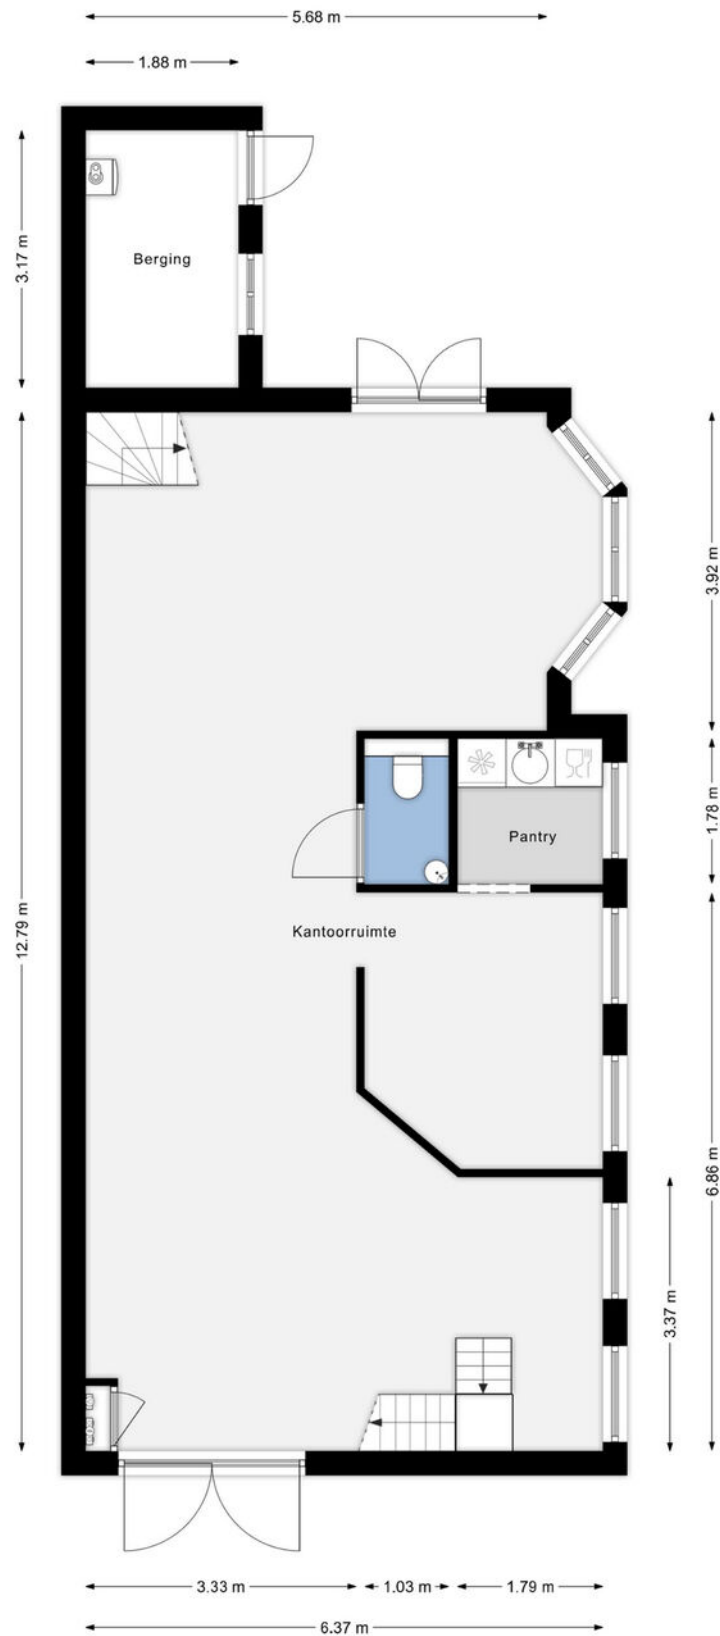 5.68 m
1.88 m
3.17 m
Berging
3.92 m
1.78 m
Pantry
12.79 m
Kantoorruimte
6.86 m
3.37 m
3.33 m
1.03 m
1.79 m
6.37 m